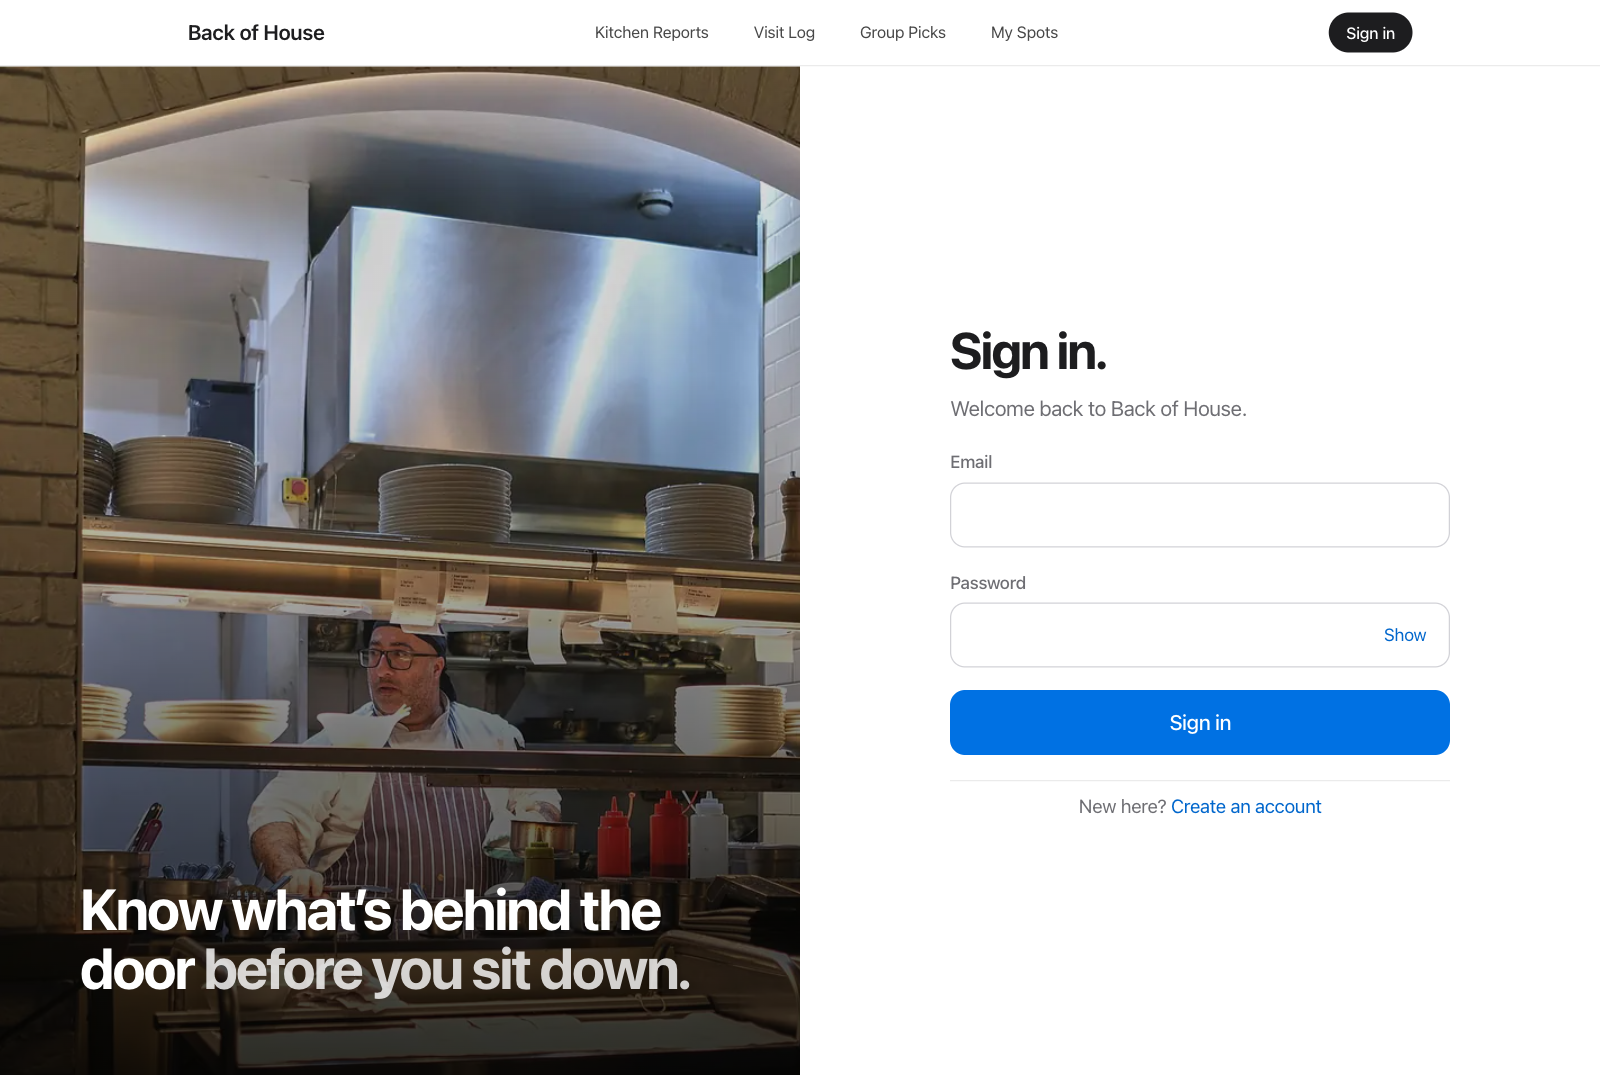 Back of House
Kitchen Reports
Visit Log
Group Picks
My Spots
Sign in
Know what's behind the
door before you sit down.
Sign in.
Welcome back to Back of House.
Email
Password
Show
Sign in
New here? Create an account